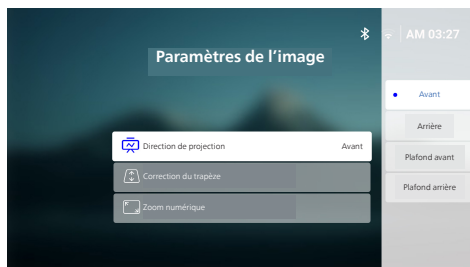 AM 03:27
Paramètres de l'image
Direction de projection Avant
Correction du trapèze
Zoom numérique
Avant
Arrière
Plafond avant
Plafond arrière